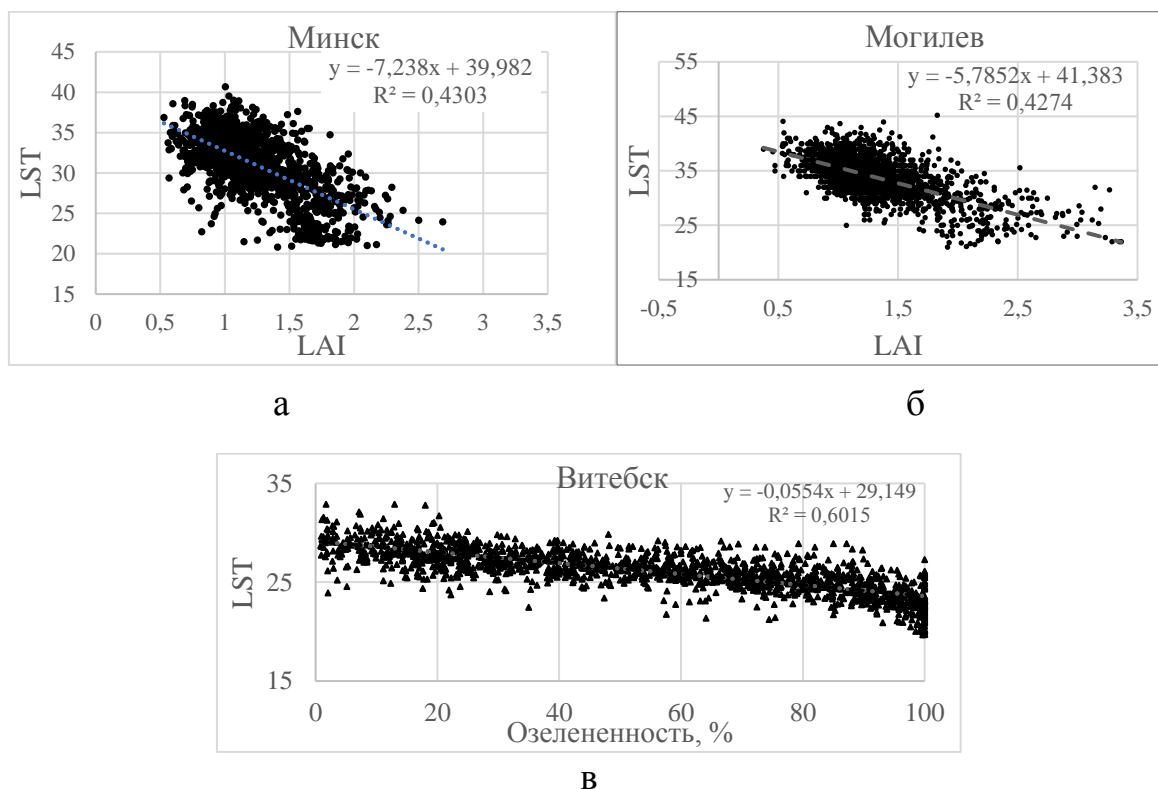 Минск
y = -7,238x + 39,982
R² = 0,4303
45
40
35
30
25
20
15
LST
0 0,5 1 1,5 2 2,5 3 3,5
LAI
а
Могилев
y = -5,7852x + 41,383
R² = 0,4274
55
45
35
25
15
LST
-0,5 0,5 1,5 2,5 3,5
LAI
б
Витебск
y = -0,0554x + 29,149
R² = 0,6015
35
25
15
LST
0 20 40 60 80 100
Озелененность, %
в